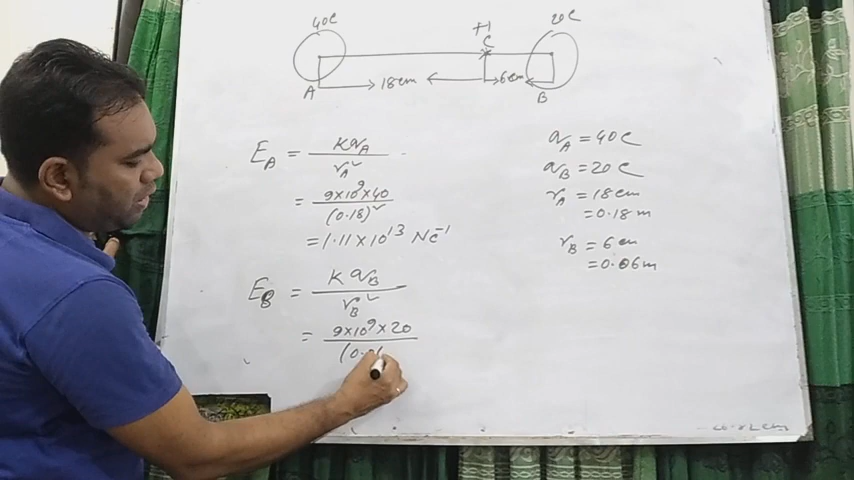 40C 20C
+1
C
A 18cm 6cm B
E_A = Kq_A / r_A²
= 9×10⁹×40 / (0.18)²
= 1.11×10¹³ NC⁻¹
E_B = Kq_B / r_B²
= 9×10⁹×20 / (0.0
q_A = 40C
q_B = 20C
r_A = 18cm
= 0.18m
r_B = 6cm
= 0.06m